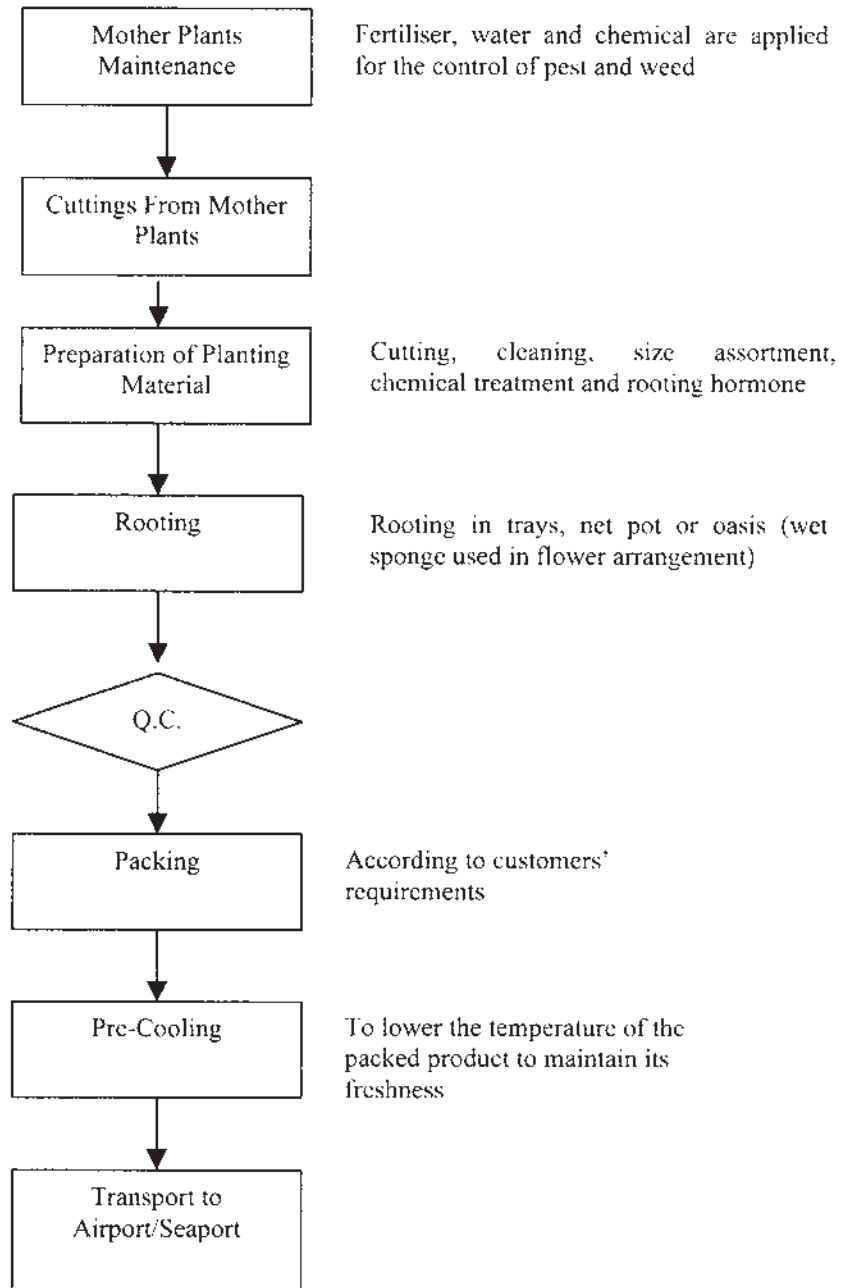 Mother Plants
Maintenance
Fertiliser, water and chemical are applied
for the control of pest and weed
Cuttings From Mother
Plants
Preparation of Planting
Material
Cutting, cleaning, size assortment,
chemical treatment and rooting hormone
Rooting
Rooting in trays, net pot or oasis (wet
sponge used in flower arrangement)
Q.C.
Packing
According to customers'
requirements
Pre-Cooling
To lower the temperature of the
packed product to maintain its
freshness
Transport to
Airport/Seaport